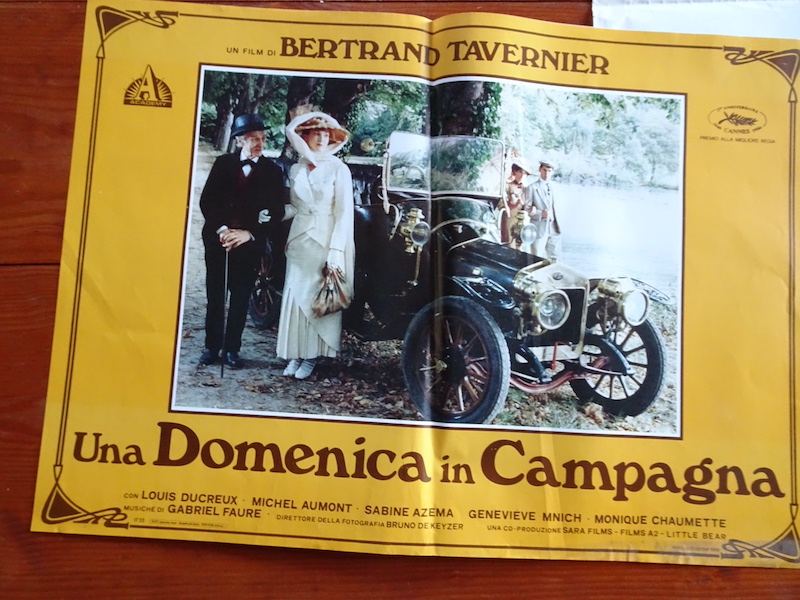 UN FILM DI BERTRAND TAVERNIER
ACADEMY
CANNES
PREMIO ALLA MIGLIORE REGIA
Una Domenica in Campagna
CON LOUIS DUCREUX · MICHEL AUMONT · SABINE AZEMA GENEVIEVE MNICH · MONIQUE CHAUMETTE
MUSICHE DI GABRIEL FAURE · DIRETTORE DELLA FOTOGRAFIA BRUNO DE KEYZER UNA CO-PRODUZIONE SARA FILMS - FILMS A2 - LITTLE BEAR